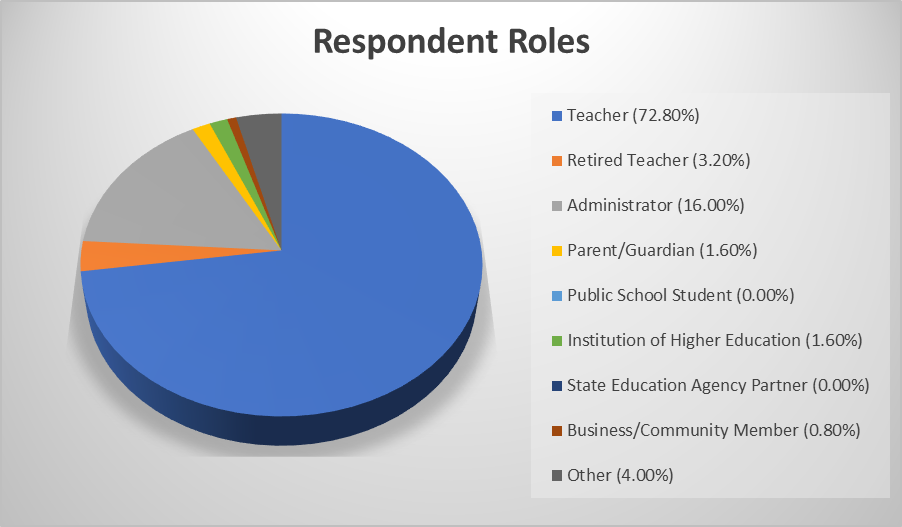 Respondent Roles
Teacher (72.80%)
Retired Teacher (3.20%)
Administrator (16.00%)
Parent/Guardian (1.60%)
Public School Student (0.00%)
Institution of Higher Education (1.60%)
State Education Agency Partner (0.00%)
Business/Community Member (0.80%)
Other (4.00%)